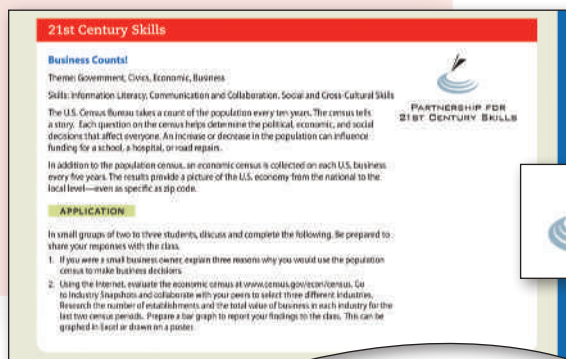 21st Century Skills
Business Counts!
Theme: Government, Civics, Economic, Business
Skills: Information Literacy, Communication and Collaboration, Social and Cross-Cultural Skills
The U.S. Census Bureau takes a count of the population every ten years. The census tells
a story. Each question on the census helps determine the political, economic, and social
decisions that affect everyone. An increase or decrease in the population can influence
funding for a school, a hospital, or road repairs.
In addition to the population census, an economic census is collected on each U.S. business
every five years. The results provide a picture of the U.S. economy from the national to the
local level—even as specific as zip code.
PARTNERSHIP FOR
21ST CENTURY SKILLS
APPLICATION
In small groups of two to three students, discuss and complete the following. Be prepared to
share your responses with the class.
1. If you were a small business owner, explain three reasons why you would use the population
census to make business decisions.
2. Using the Internet, evaluate the economic census at www.census.gov/econ/census. Go
to Industry Snapshots and collaborate with your peers to select three different industries.
Research the number of establishments and the total value of business in each industry for the
last two census periods. Prepare a bar graph to report your findings to the class. This can be
graphed in Excel or drawn on a poster.